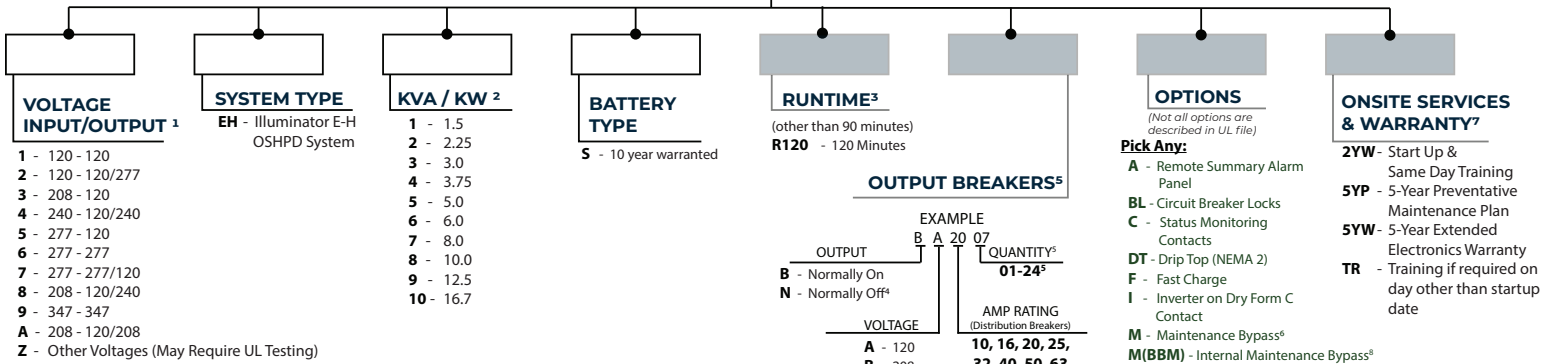 VOLTAGE
INPUT/OUTPUT ¹
1 - 120 - 120
2 - 120 - 120/277
3 - 208 - 120
4 - 240 - 120/240
5 - 277 - 120
6 - 277 - 277
7 - 277 - 277/120
8 - 208 - 120/240
9 - 347 - 347
A - 208 - 120/208
Z - Other Voltages (May Require UL Testing)
SYSTEM TYPE
EH - Illuminator E-H
OSHPD System
KVA / KW ²
1 - 1.5
2 - 2.25
3 - 3.0
4 - 3.75
5 - 5.0
6 - 6.0
7 - 8.0
8 - 10.0
9 - 12.5
10 - 16.7
BATTERY
TYPE
S - 10 year warranted
RUNTIME³
(other than 90 minutes)
R120 - 120 Minutes
OUTPUT BREAKERS⁵
EXAMPLE
B A 20 07
OUTPUT
B - Normally On
N - Normally Off⁴
QUANTITY⁵
01-24⁵
VOLTAGE
A - 120
B - 208
AMP RATING
(Distribution Breakers)
10, 16, 20, 25,
32, 40, 50, 63
OPTIONS
(Not all options are
described in UL file)
Pick Any:
A - Remote Summary Alarm
Panel
BL - Circuit Breaker Locks
C - Status Monitoring
Contacts
DT - Drip Top (NEMA 2)
F - Fast Charge
I - Inverter on Dry Form C
Contact
M - Maintenance Bypass⁶
M(BBM) - Internal Maintenance Bypass⁸
ONSITE SERVICES
& WARRANTY⁷
2YW - Start Up &
Same Day Training
5YP - 5-Year Preventative
Maintenance Plan
5YW - 5-Year Extended
Electronics Warranty
TR - Training if required on
day other than startup
date